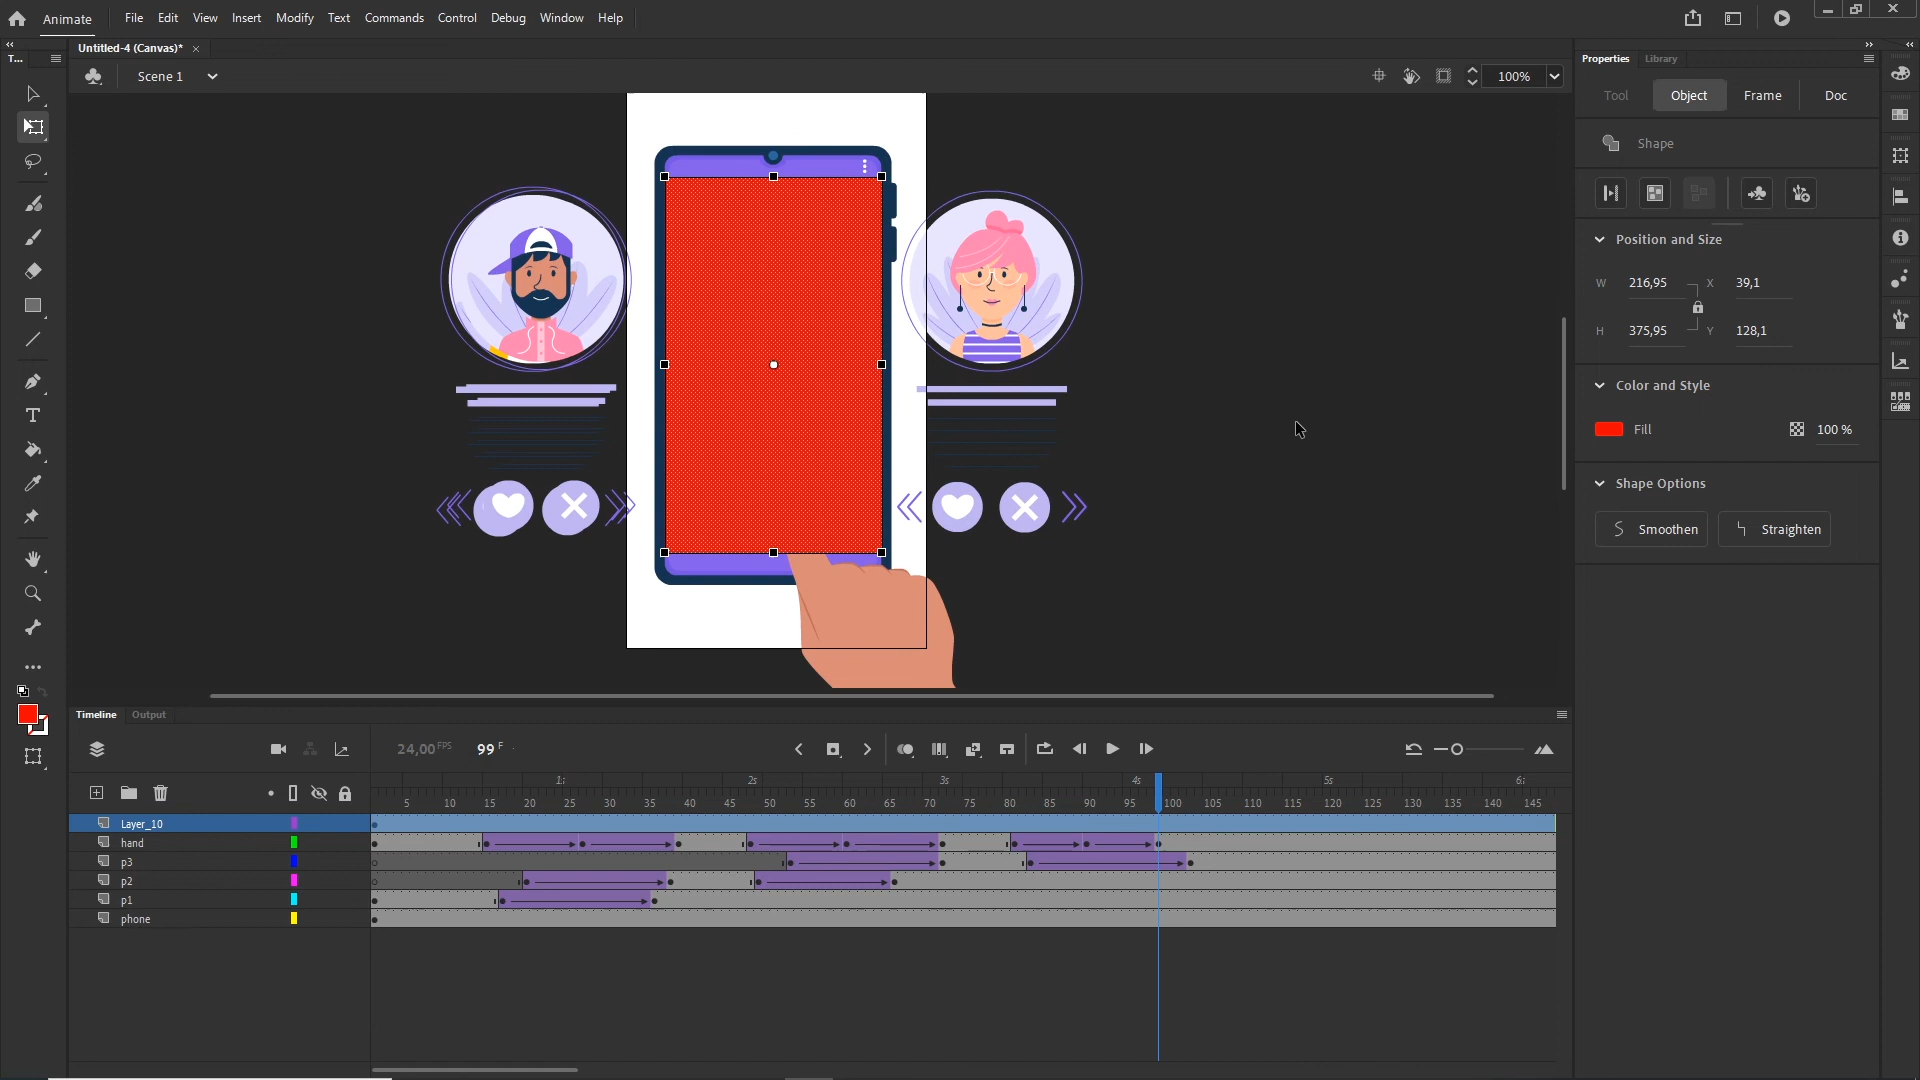 Animate
File Edit View Insert Modify Text Commands Control Debug Window Help
T...
Untitled-4 (Canvas)*
Scene 1
100%
Properties Library
Tool Object Frame Doc
Shape
Position and Size
W 216,95 X 39,1
H 375,95 Y 128,1
Color and Style
Fill 100 %
Shape Options
Smoothen Straighten
Timeline Output
24,00 FPS 99 F
2s 3s 4s 5s
5 10 15 20 25 30 35 40 45 50 55 60 65 70 75 80 85 90 95 100 105 110 115 120 125 130 135 140 145
Layer_10
hand
p3
p2
p1
phone